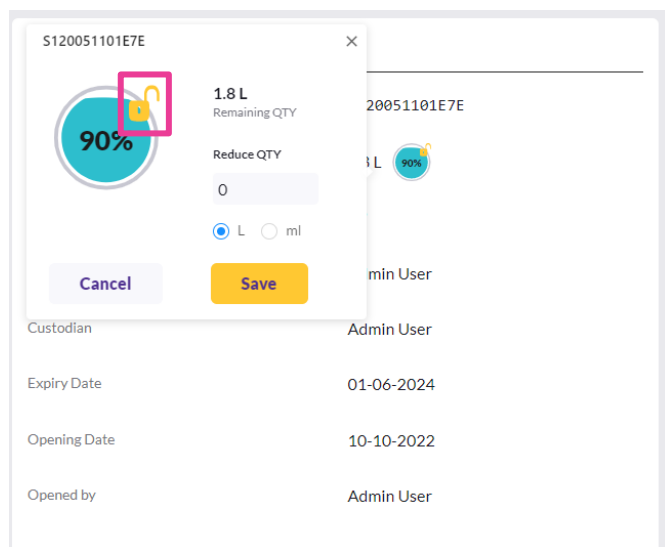 S120051101E7E
90%
1.8 L
Remaining QTY
Reduce QTY
0
L
ml
Cancel
Save
20051101E7E
L
90%
min User
Custodian
Admin User
Expiry Date
01-06-2024
Opening Date
10-10-2022
Opened by
Admin User